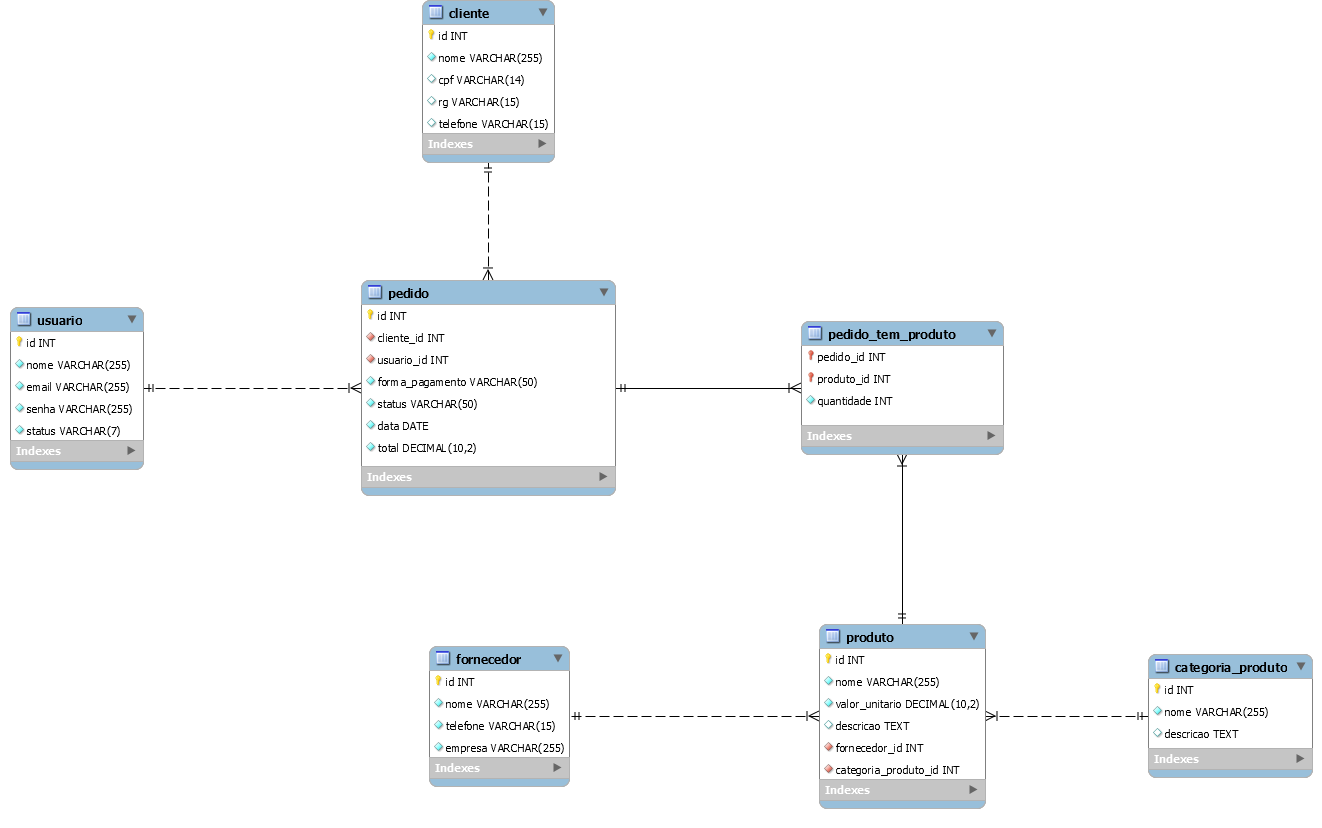 cliente
id INT
nome VARCHAR(255)
cpf VARCHAR(14)
rg VARCHAR(15)
telefone VARCHAR(15)
Indexes
usuario
id INT
nome VARCHAR(255)
email VARCHAR(255)
senha VARCHAR(255)
status VARCHAR(7)
Indexes
pedido
id INT
cliente_id INT
usuario_id INT
forma_pagamento VARCHAR(50)
status VARCHAR(50)
data DATE
total DECIMAL(10,2)
Indexes
pedido_tem_produto
pedido_id INT
produto_id INT
quantidade INT
Indexes
fornecedor
id INT
nome VARCHAR(255)
telefone VARCHAR(15)
empresa VARCHAR(255)
Indexes
produto
id INT
nome VARCHAR(255)
valor_unitario DECIMAL(10,2)
descricao TEXT
fornecedor_id INT
categoria_produto_id INT
Indexes
categoria_produto
id INT
nome VARCHAR(255)
descricao TEXT
Indexes